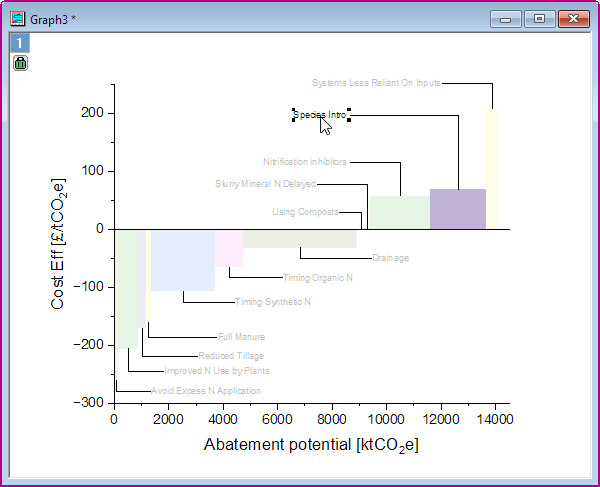 Graph3 *
1
Systems Less Reliant On Inputs
200
Species Intro
Nitrification inhibitors
100
Slurry Mineral N Delayed
Using Composts
0
Drainage
Timing Organic N
-100
Timing Synthetic N
Full Manure
-200
Reduced Tillage
Improved N Use by Plants
Avoid Excess N Application
-300
0 2000 4000 6000 8000 10000 12000 14000
Cost Eff [£/tCO₂e]
Abatement potential [ktCO₂e]